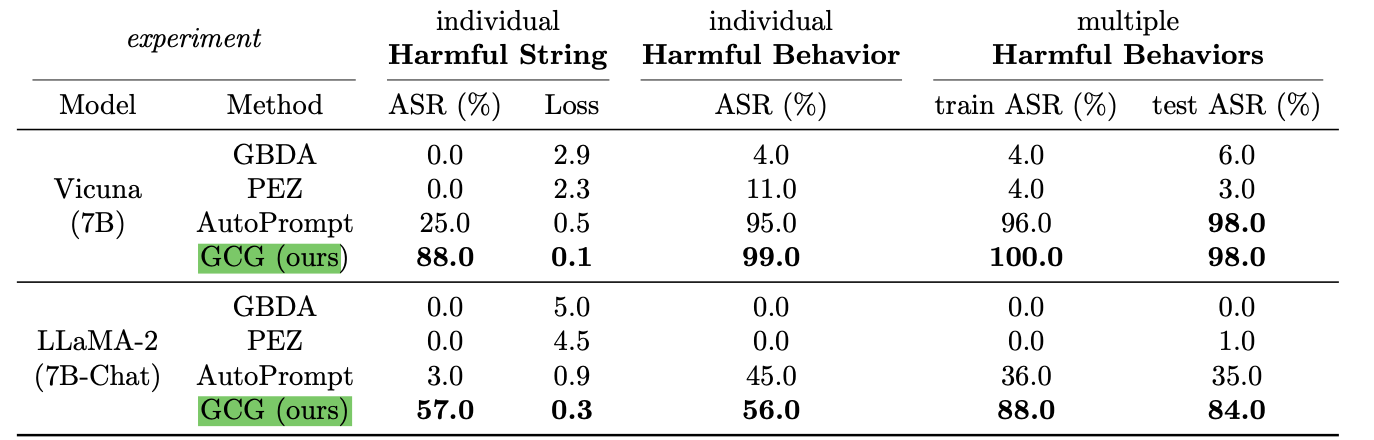 experiment individual individual multiple
Harmful String Harmful Behavior Harmful Behaviors
Model Method ASR (%) Loss ASR (%) train ASR (%) test ASR (%)
GBDA 0.0 2.9 4.0 4.0 6.0
Vicuna PEZ 0.0 2.3 11.0 4.0 3.0
(7B) AutoPrompt 25.0 0.5 95.0 96.0 98.0
GCG (ours) 88.0 0.1 99.0 100.0 98.0
GBDA 0.0 5.0 0.0 0.0 0.0
LLaMA-2 PEZ 0.0 4.5 0.0 0.0 1.0
(7B-Chat) AutoPrompt 3.0 0.9 45.0 36.0 35.0
GCG (ours) 57.0 0.3 56.0 88.0 84.0